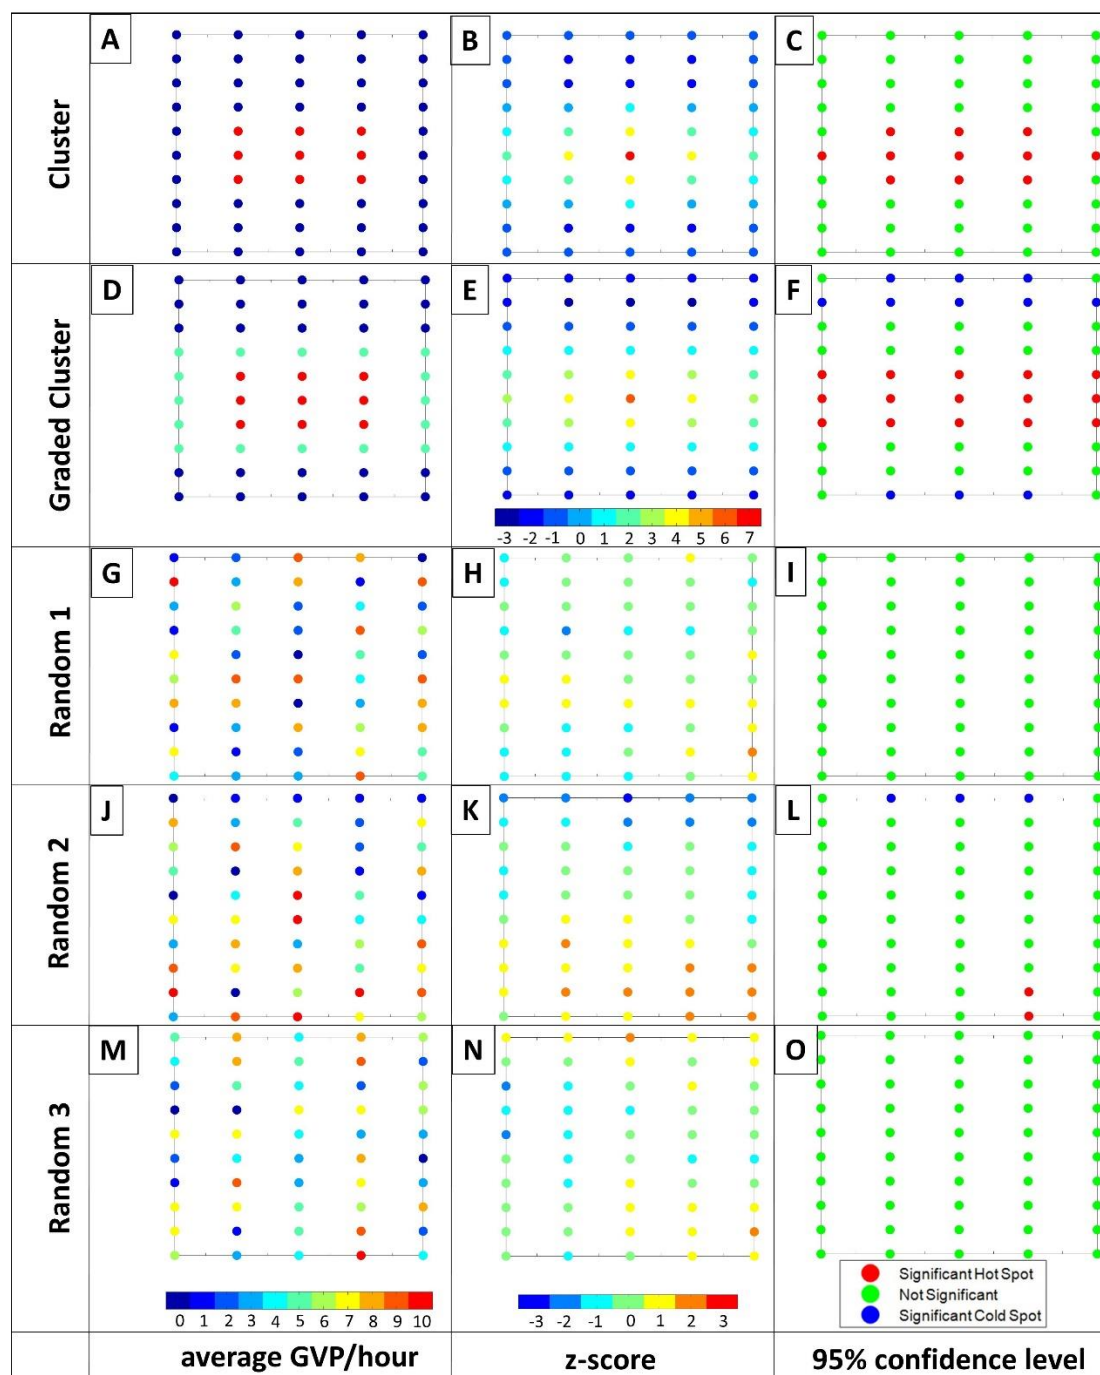 A
B
C
Cluster
D
E
F
Graded Cluster
-3 -2 -1 0 1 2 3 4 5 6 7
G
H
I
Random 1
J
K
L
Random 2
M
N
O
Random 3
0 1 2 3 4 5 6 7 8 9 10
-3 -2 -1 0 1 2 3
Significant Hot Spot
Not Significant
Significant Cold Spot
average GVP/hour
z-score
95% confidence level